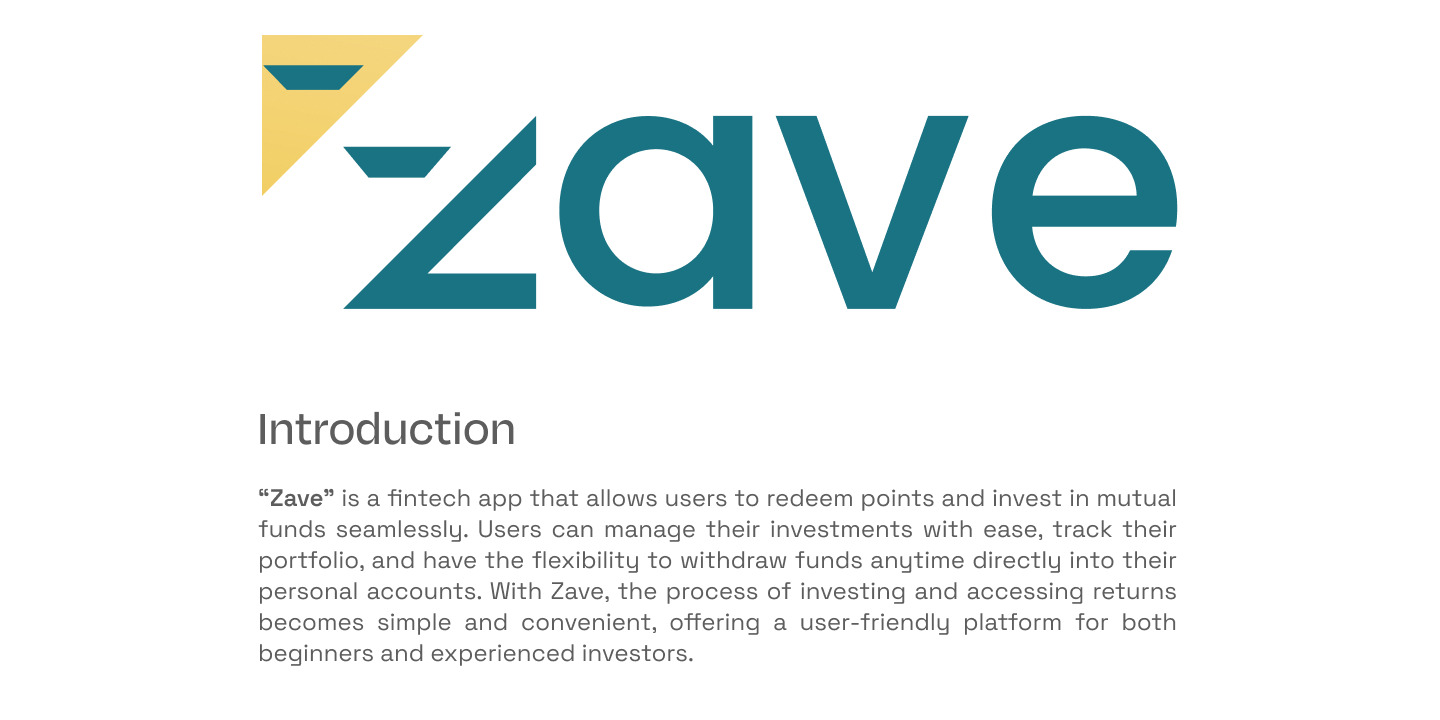 zave
Introduction
“Zave” is a fintech app that allows users to redeem points and invest in mutual
funds seamlessly. Users can manage their investments with ease, track their
portfolio, and have the flexibility to withdraw funds anytime directly into their
personal accounts. With Zave, the process of investing and accessing returns
becomes simple and convenient, offering a user-friendly platform for both
beginners and experienced investors.